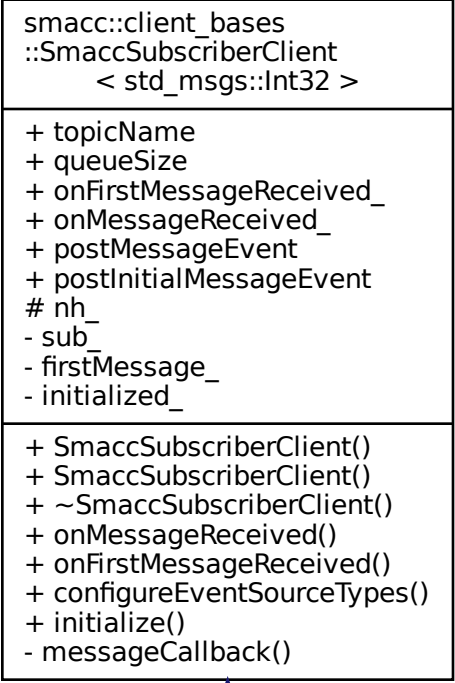 smacc::client_bases
::SmaccSubscriberClient
< std_msgs::Int32 >
+ topicName
+ queueSize
+ onFirstMessageReceived_
+ onMessageReceived_
+ postMessageEvent
+ postInitialMessageEvent
# nh_
- sub_
- firstMessage_
- initialized_
+ SmaccSubscriberClient()
+ SmaccSubscriberClient()
+ ~SmaccSubscriberClient()
+ onMessageReceived()
+ onFirstMessageReceived()
+ configureEventSourceTypes()
+ initialize()
- messageCallback()